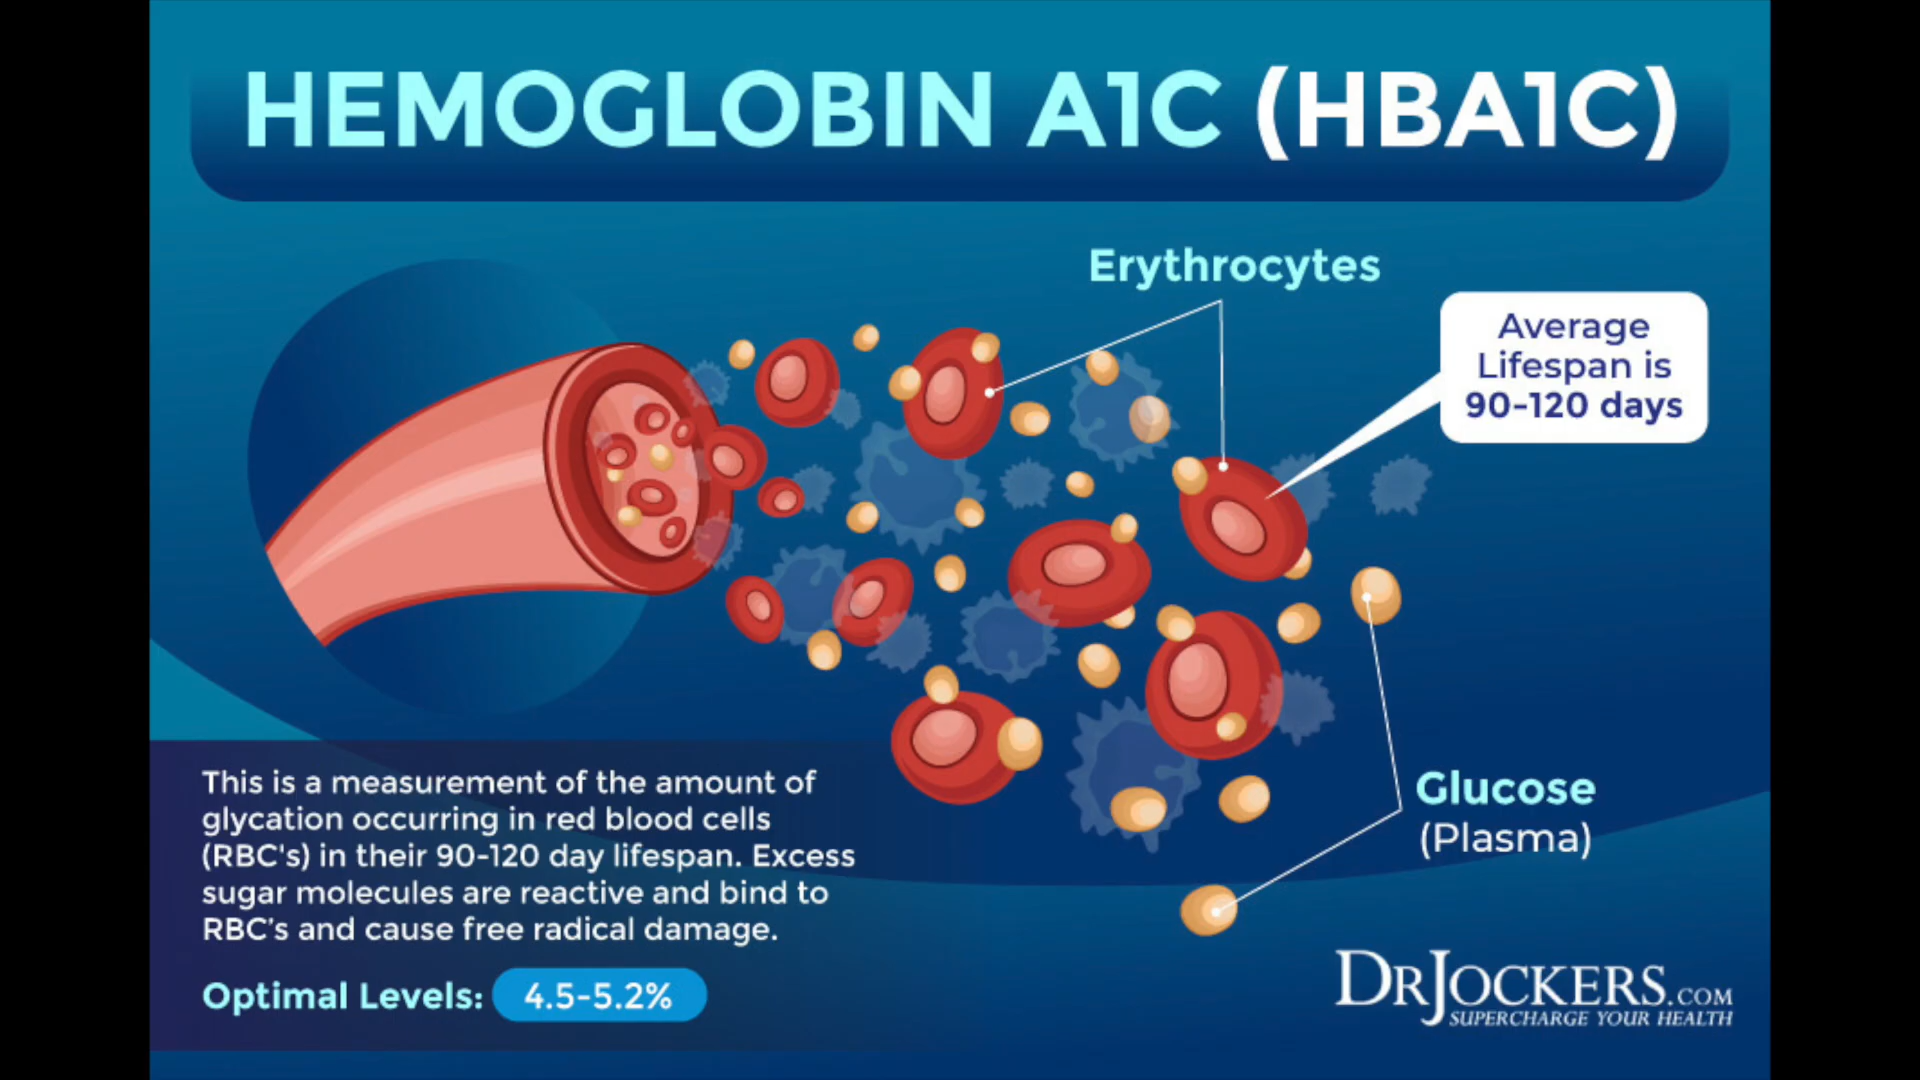 HEMOGLOBIN A1C (HBA1C)
Erythrocytes
Average
Lifespan is
90-120 days
Glucose
(Plasma)
This is a measurement of the amount of
glycation occurring in red blood cells
(RBC's) in their 90-120 day lifespan. Excess
sugar molecules are reactive and bind to
RBC's and cause free radical damage.
Optimal Levels: 4.5-5.2%
DRJOCKERS.COM
SUPERCHARGE YOUR HEALTH